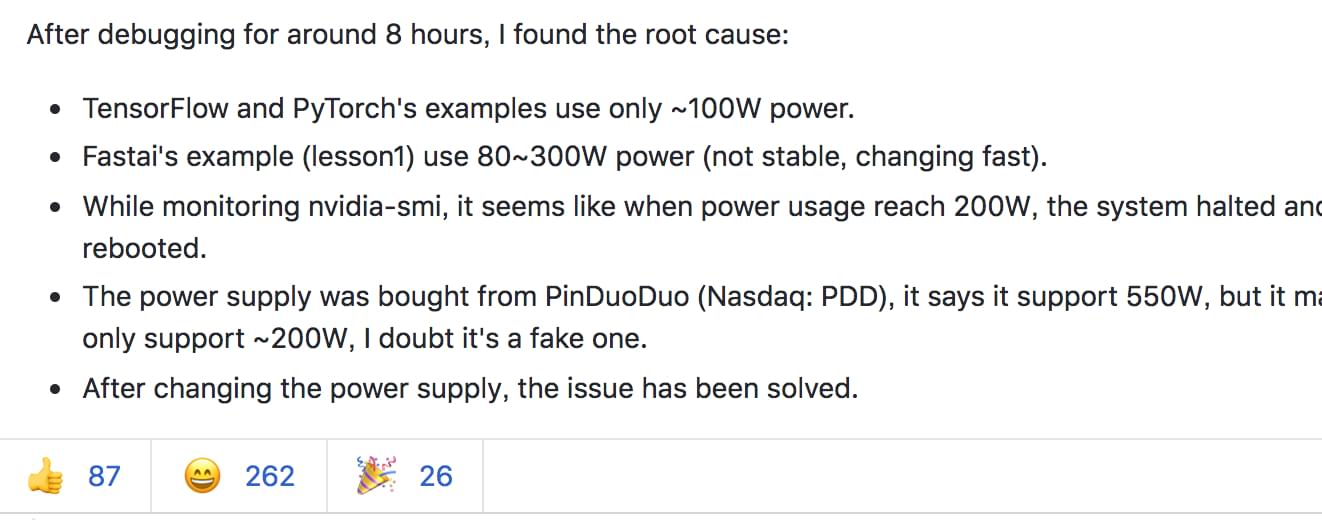 After debugging for around 8 hours, I found the root cause:
• TensorFlow and PyTorch's examples use only ~100W power.
• Fastai's example (lesson1) use 80~300W power (not stable, changing fast).
• While monitoring nvidia-smi, it seems like when power usage reach 200W, the system halted
rebooted.
• The power supply was bought from PinDuoDuo (Nasdaq: PDD), it says it support 550W, but it
only support ~200W, I doubt it's a fake one.
• After changing the power supply, the issue has been solved.
👍 87 😄 262 🎉 26